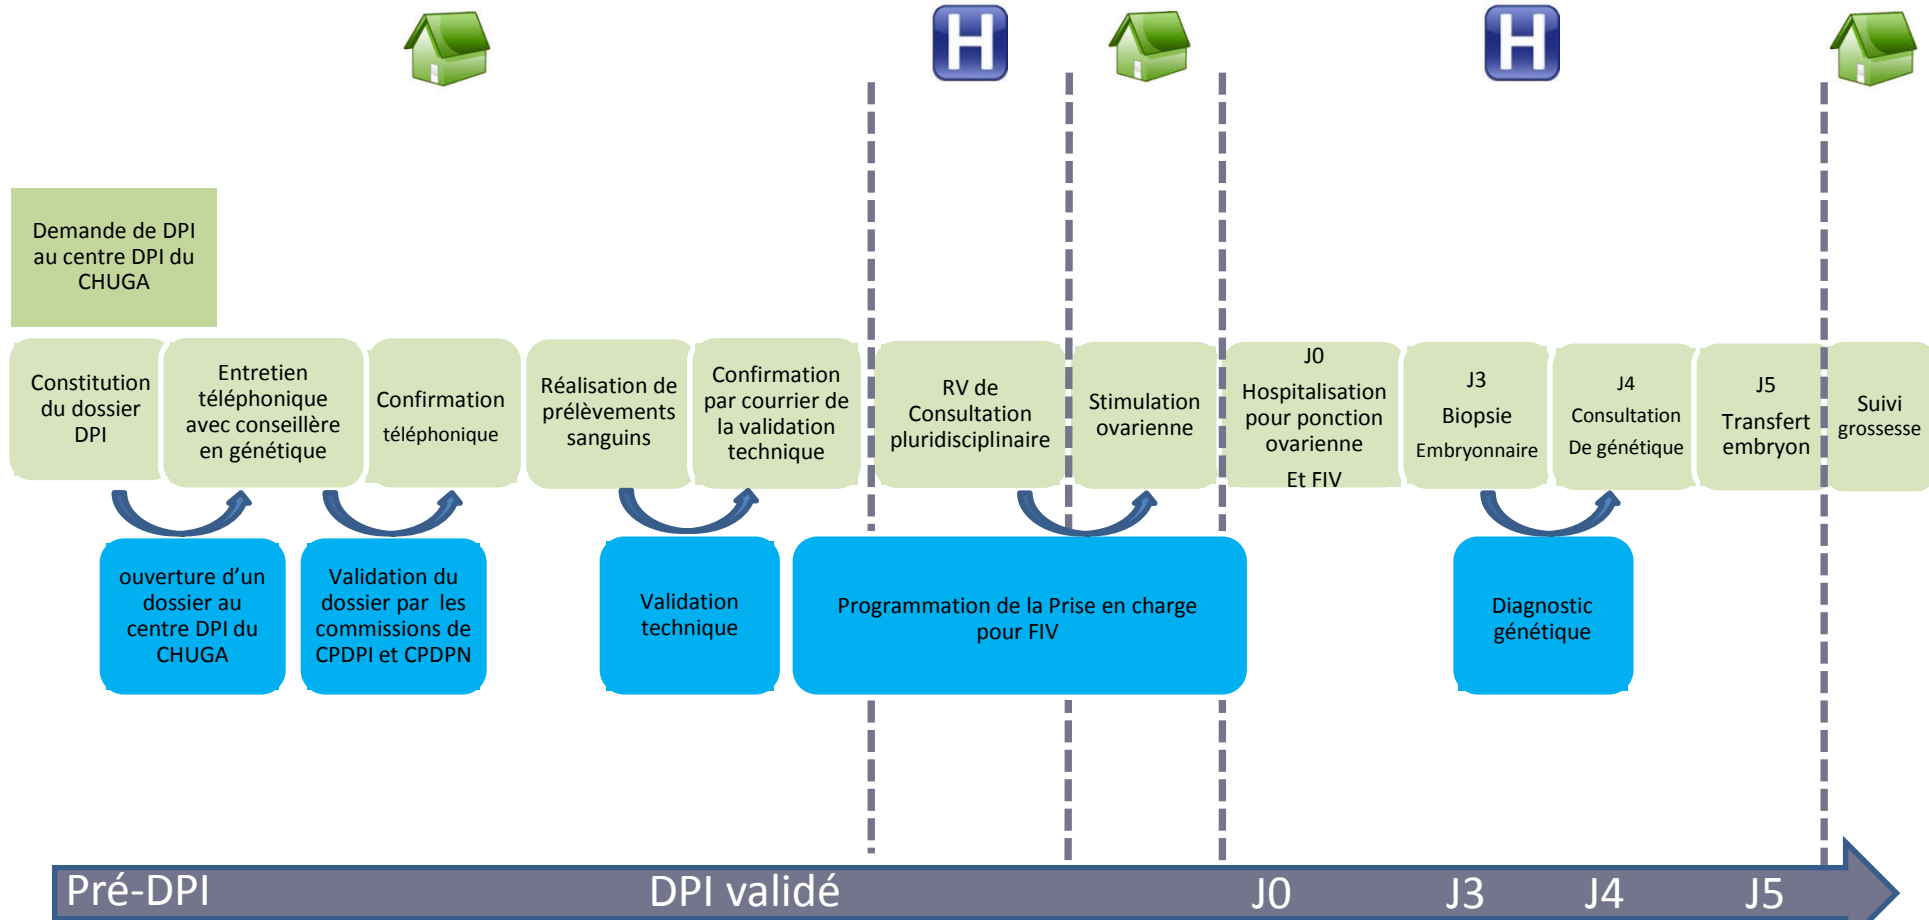 H
H
Demande de DPI
au centre DPI du
CHUGA
Constitution
du dossier
DPI
Entretien
téléphonique
avec conseillère
en génétique
Confirmation
téléphonique
Réalisation de
prélèvements
sanguins
Confirmation
par courrier de
la validation
technique
RV de
Consultation
pluridisciplinaire
Stimulation
ovarienne
J0
Hospitalisation
pour ponction
ovarienne
Et FIV
J3
Biopsie
Embryonnaire
J4
Consultation
De génétique
J5
Transfert
embryon
Suivi
grossesse
ouverture d’un
dossier au
centre DPI du
CHUGA
Validation du
dossier par  les
commissions de
CPDPI et CPDPN
Validation
technique
Programmation de la Prise en charge
pour FIV
Diagnostic
génétique
Pré-DPI
DPI validé
J0
J3
J4
J5